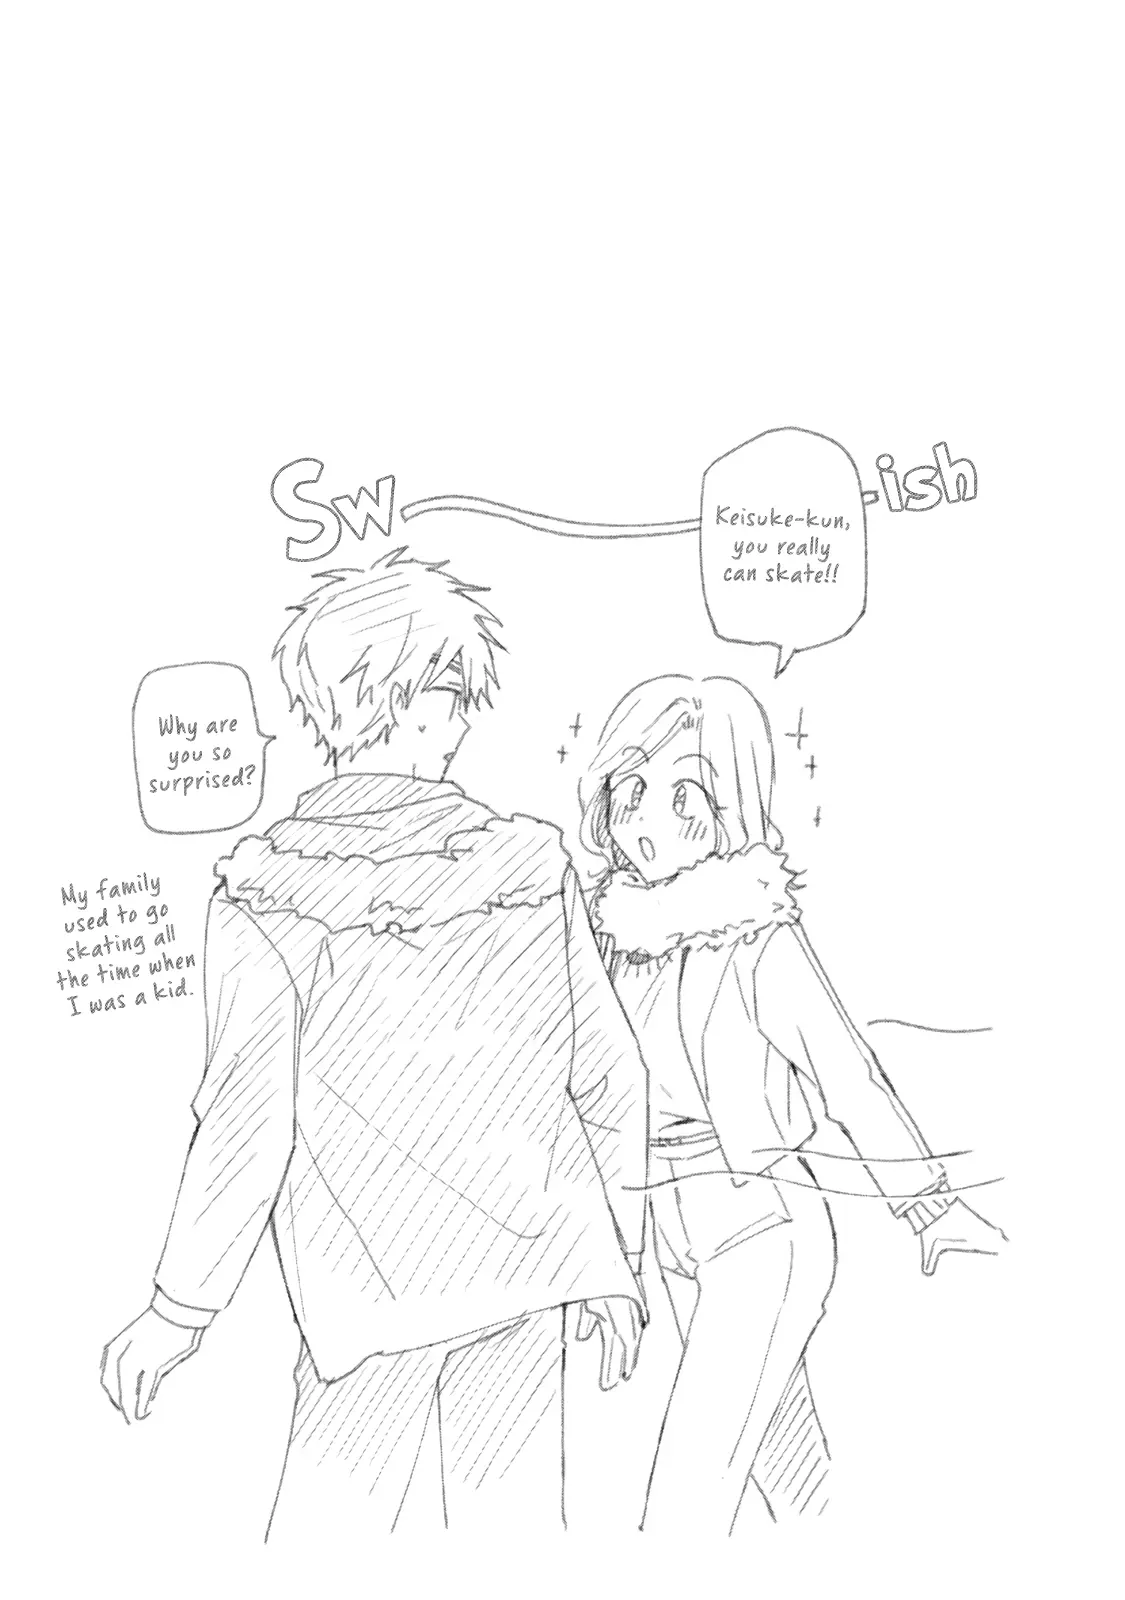 Sw-ish
Keisuke-kun,
you really
can skate!!
Why are
you so
surprised?
My family
used to go
skating all
the time when
I was a kid.